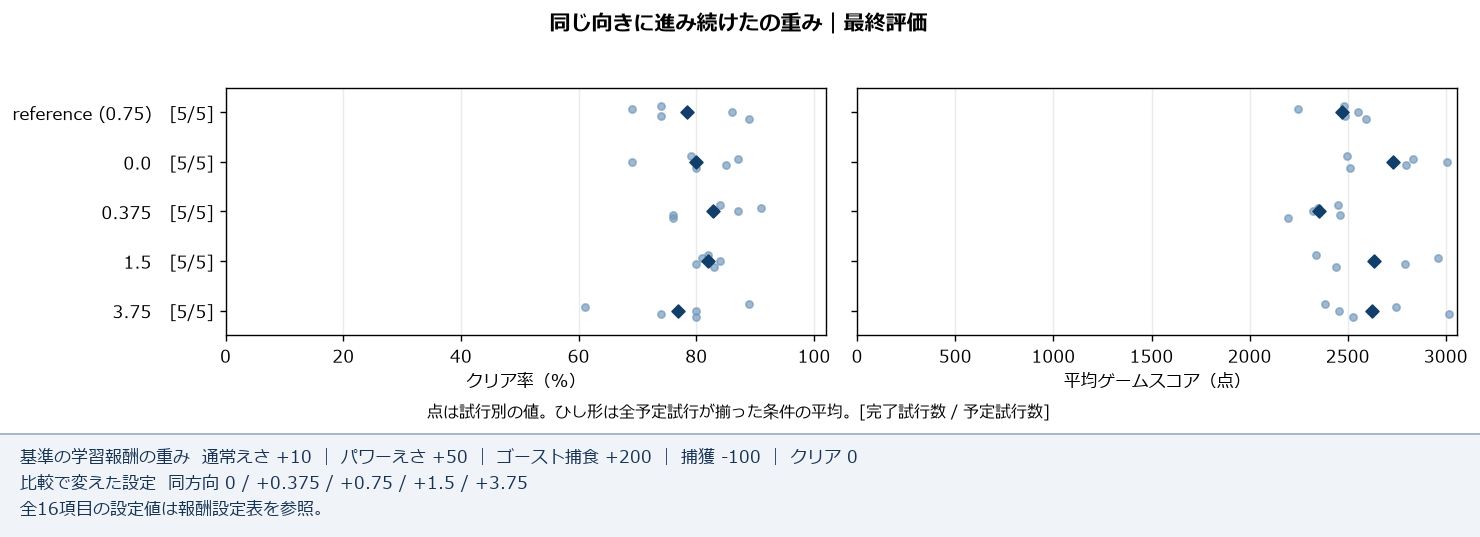 同じ向きに進み続けたの重み｜最終評価
reference (0.75) [5/5]
0.0 [5/5]
0.375 [5/5]
1.5 [5/5]
3.75 [5/5]
0 20 40 60 80 100
クリア率（%）
0 500 1000 1500 2000 2500 3000
平均ゲームスコア（点）
点は試行別の値。ひし形は全予定試行が揃った条件の平均。[完了試行数 / 予定試行数]
基準の学習報酬の重み 通常えさ +10 ｜ パワーえさ +50 ｜ ゴースト捕食 +200 ｜ 捕獲 -100 ｜ クリア 0
比較で変えた設定 同方向 0 / +0.375 / +0.75 / +1.5 / +3.75
全16項目の設定値は報酬設定表を参照。